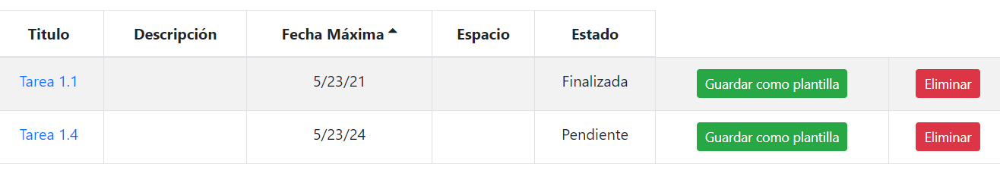 Titulo Descripción Fecha Máxima Espacio Estado
Tarea 1.1 5/23/21 Finalizada Guardar como plantilla Eliminar
Tarea 1.4 5/23/24 Pendiente Guardar como plantilla Eliminar